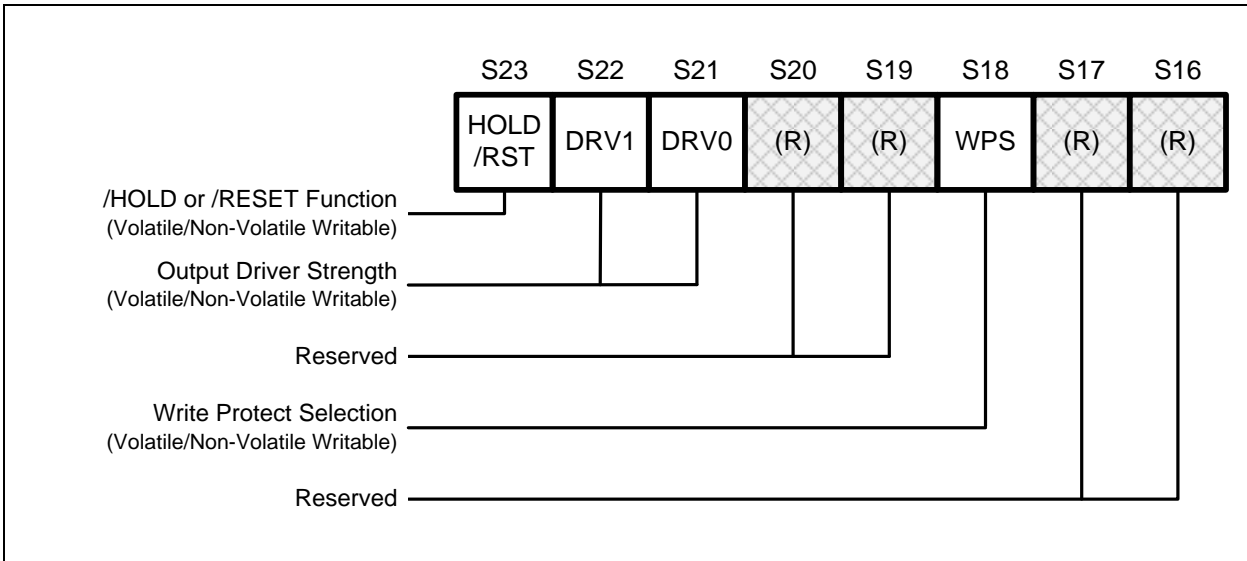 S23 S22 S21 S20 S19 S18 S17 S16
HOLD
/RST DRV1 DRV0 (R) (R) WPS (R) (R)
/HOLD or /RESET Function
(Volatile/Non-Volatile Writable)
Output Driver Strength
(Volatile/Non-Volatile Writable)
Reserved
Write Protect Selection
(Volatile/Non-Volatile Writable)
Reserved